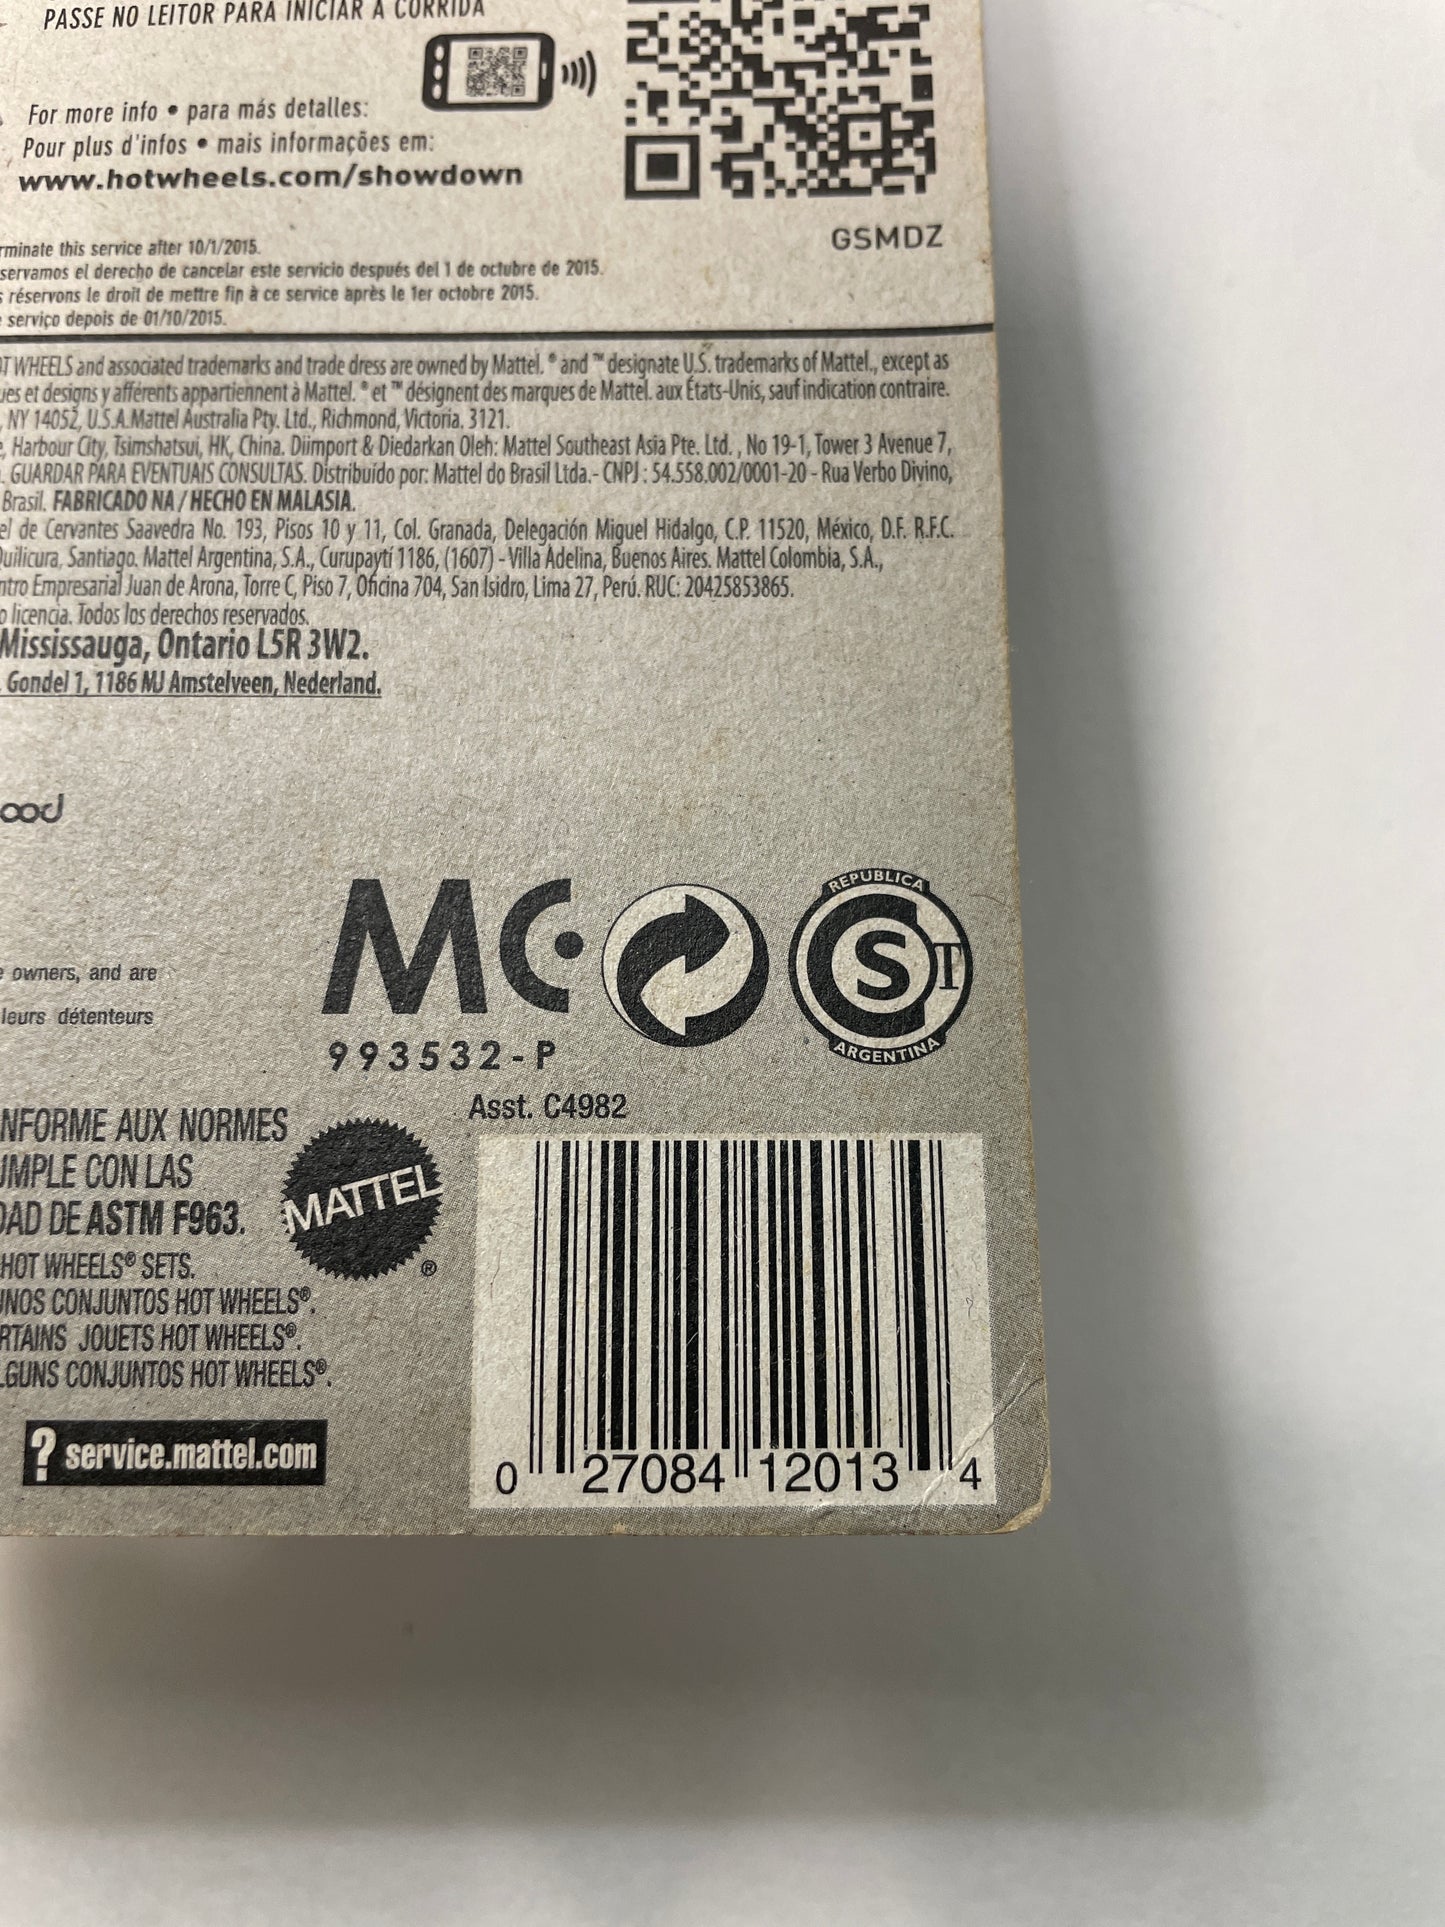 PASSE NO LEITOR PARA INICIAR A CORRIDA
For more info • para más detalles:
Pour plus d'infos • mais informações em:
www.hotwheels.com/showdown
GSMDZ
this service after 10/1/2015.
el derecho de cancelar este servicio después del 1 de octubre de 2015.
réservons le droit de mettre fin à ce service après le 1er octobre 2015.
serviço depois de 01/10/2015.
WHEELS and associated trademarks and trade dress are owned by Mattel. ® and ™ designate U.S. trademarks of Mattel., except as
et designs y afférents appartiennent à Mattel. ® et ™ désignent des marques de Mattel. aux États-Unis, sauf indication contraire.
, NY 14052, U.S.A.Mattel Australia Pty. Ltd., Richmond, Victoria. 3121.
, Harbour City, Tsimshatsui, HK, China. Diimport & Diedarkan Oleh: Mattel Southeast Asia Pte. Ltd. , No 19-1, Tower 3 Avenue 7,
. GUARDAR PARA EVENTUAIS CONSULTAS. Distribuído por: Mattel do Brasil Ltda.- CNPJ : 54.558.002/0001-20 - Rua Verbo Divino,
Brasil. FABRICADO NA / HECHO EN MALASIA.
de Cervantes Saavedra No. 193, Pisos 10 y 11, Col. Granada, Delegación Miguel Hidalgo, C.P. 11520, México, D.F. R.F.C.
Quilicura, Santiago. Mattel Argentina, S.A., Curupaytí 1186, (1607) - Villa Adelina, Buenos Aires. Mattel Colombia, S.A.,
Empresarial Juan de Arona, Torre C, Piso 7, Oficina 704, San Isidro, Lima 27, Perú. RUC: 20425853865.
licencia. Todos los derechos reservados.
Mississauga, Ontario L5R 3W2.
. Gondel 1, 1186 MJ Amstelveen, Nederland.
owners, and are
leurs détenteurs
MC
993532-P
REPUBLICA
S T
ARGENTINA
Asst. C4982
AUX NORMES
CON LAS
DE ASTM F963.
HOT WHEELS® SETS.
CONJUNTOS HOT WHEELS®.
JOUETS HOT WHEELS®.
CONJUNTOS HOT WHEELS®.
MATTEL ®
? service.mattel.com
0 27084 12013 4